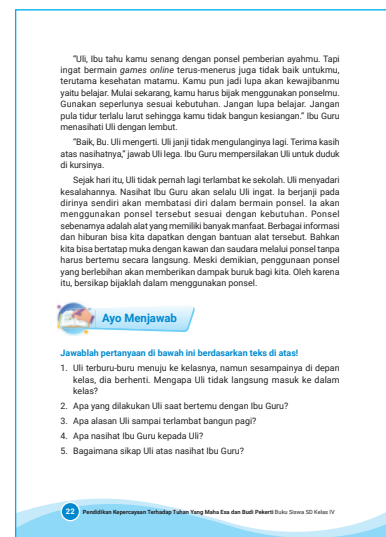 "Uli, Ibu tahu kamu senang dengan ponsel pemberian ayahmu. Tapi
ingat bermain games online terus-menerus juga tidak baik untukmu,
terutama kesehatan matamu. Kamu pun jadi lupa akan kewajibanmu
yaitu belajar. Mulai sekarang, kamu harus bijak menggunakan ponselmu.
Gunakan seperlunya sesuai kebutuhan. Jangan lupa belajar. Jangan
pula tidur terlalu larut sehingga kamu tidak bangun kesiangan." Ibu Guru
menasihati Uli dengan lembut.
"Baik, Bu. Uli mengerti. Uli janji tidak mengulanginya lagi. Terima kasih
atas nasihatnya," jawab Uli lega. Ibu Guru mempersilakan Uli untuk duduk
di kursinya.
Sejak hari itu, Uli tidak pernah lagi terlambat ke sekolah. Uli menyadari
kesalahannya. Nasihat Ibu Guru akan selalu Uli ingat. Ia berjanji pada
dirinya sendiri akan membatasi diri dalam bermain ponsel. Ia akan
menggunakan ponsel tersebut sesuai dengan kebutuhan. Ponsel
sebenarnya adalah alat yang memiliki banyak manfaat. Berbagai informasi
dan hiburan bisa kita dapatkan dengan bantuan alat tersebut. Bahkan
kita bisa bertatap muka dengan kawan dan saudara melalui ponsel tanpa
harus bertemu secara langsung. Meski demikian, penggunaan ponsel
yang berlebihan akan memberikan dampak buruk bagi kita. Oleh karena
itu, bersikap bijaklah dalam menggunakan ponsel.
Ayo Menjawab
Jawablah pertanyaan di bawah ini berdasarkan teks di atas!
1. Uli terburu-buru menuju ke kelasnya, namun sesampainya di depan
kelas, dia berhenti. Mengapa Uli tidak langsung masuk ke dalam
kelas?
2. Apa yang dilakukan Uli saat bertemu dengan Ibu Guru?
3. Apa alasan Uli sampai terlambat bangun pagi?
4. Apa nasihat Ibu Guru kepada Uli?
5. Bagaimana sikap Uli atas nasihat Ibu Guru?
22 Pendidikan Kepercayaan Terhadap Tuhan Yang Maha Esa dan Budi Pekerti Buku Siswa SD Kelas IV